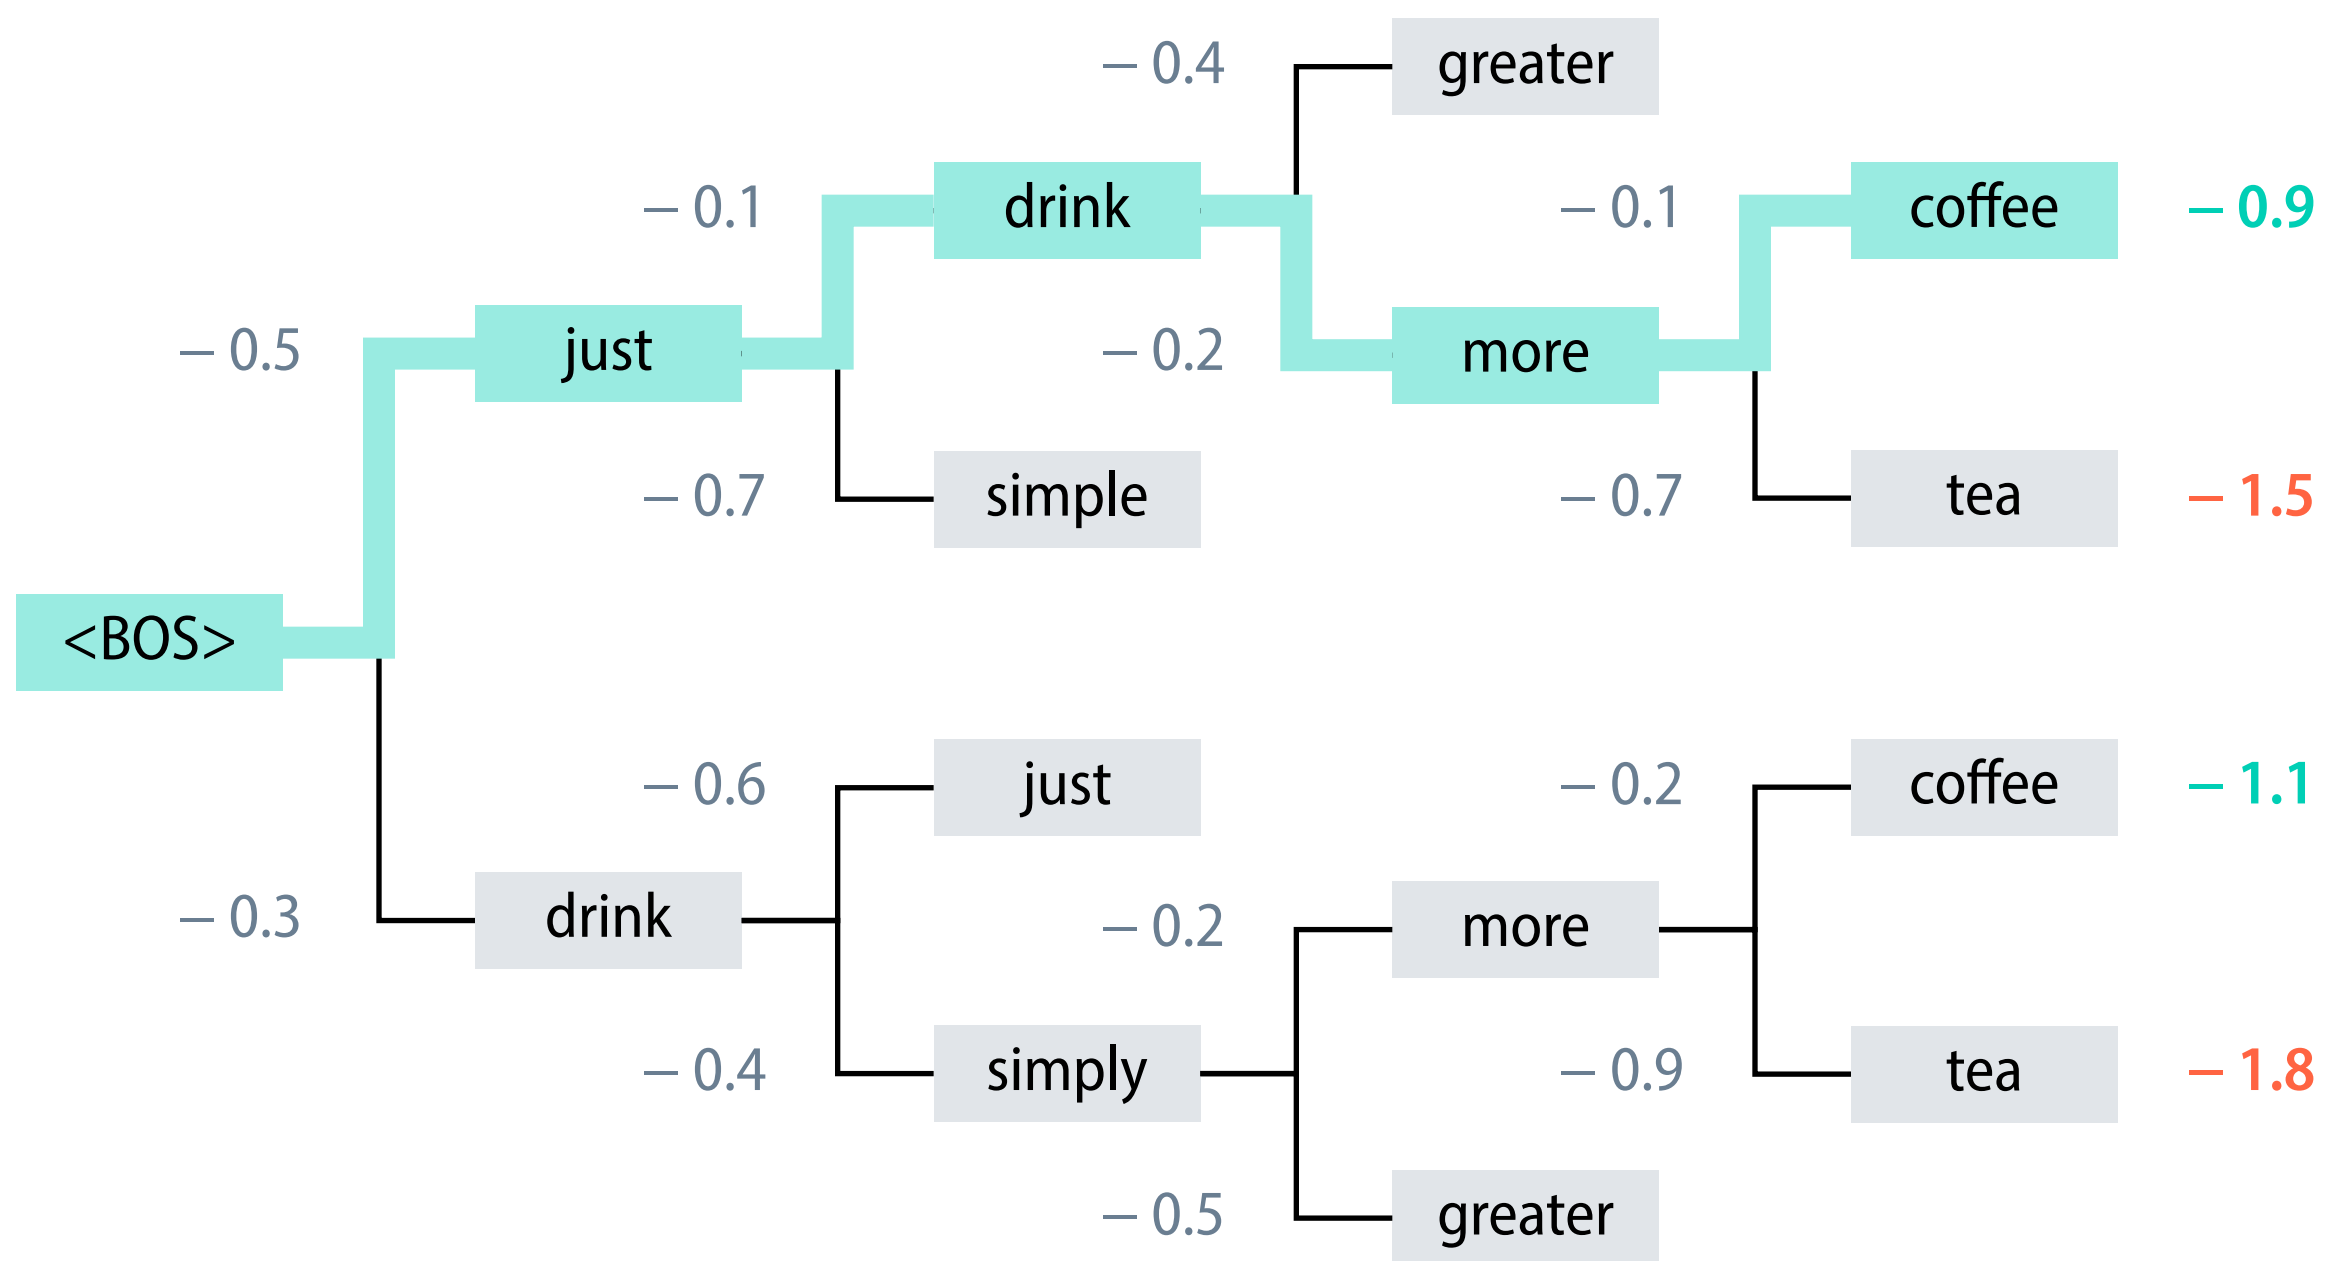 – 0.4 greater
– 0.1 drink – 0.1 coffee – 0.9
– 0.5 just – 0.2 more
– 0.7 simple – 0.7 tea – 1.5
<BOS>
– 0.6 just – 0.2 coffee – 1.1
– 0.3 drink – 0.2 more
– 0.4 simply – 0.9 tea – 1.8
– 0.5 greater